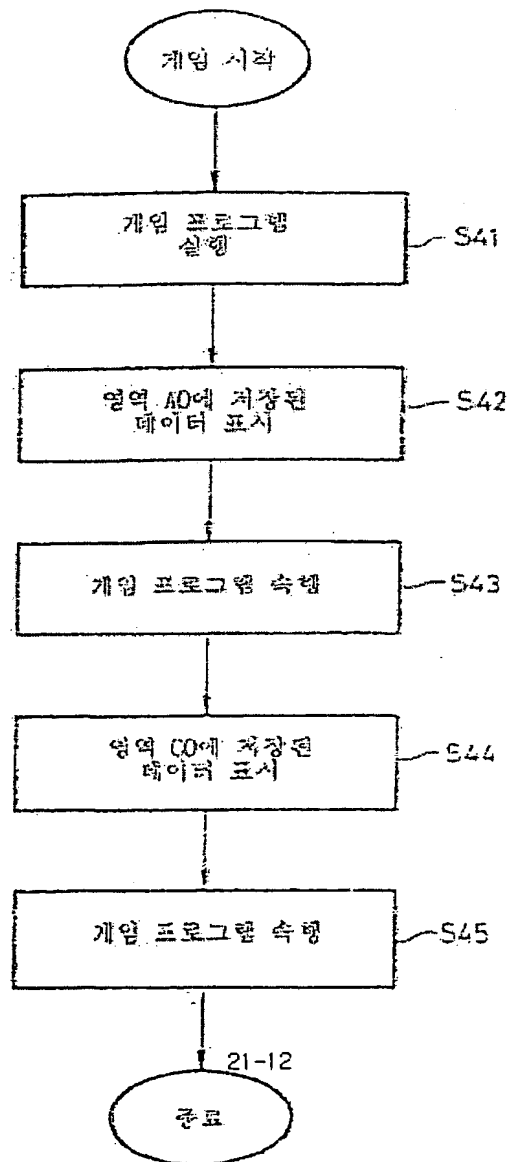 게임 시작
게임 프로그램
실행
S41
영역 A0에 저장된
데이터 표시
S42
게임 프로그램 속행
S43
영역 C0에 저장된
데이터 표시
S44
게임 프로그램 속행
S45
21-12
종료